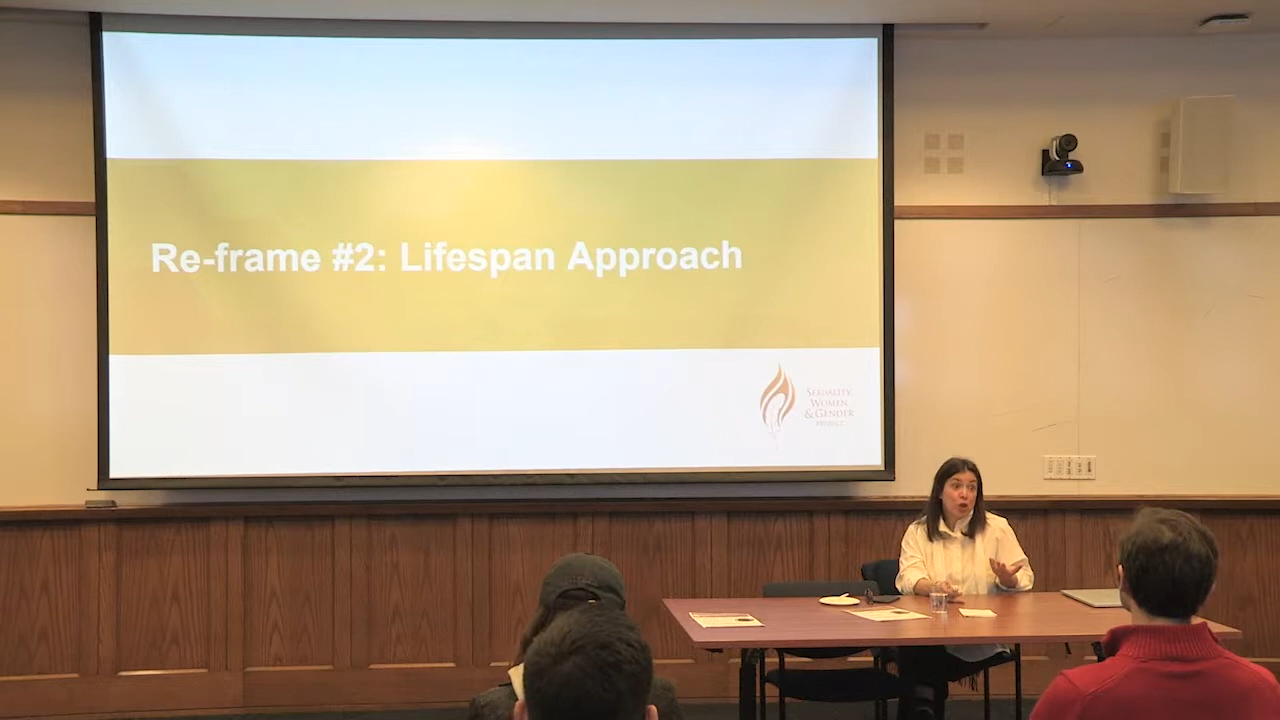 Re-frame #2: Lifespan Approach
SEXUALITY,
WOMEN
& GENDER
PROJECT